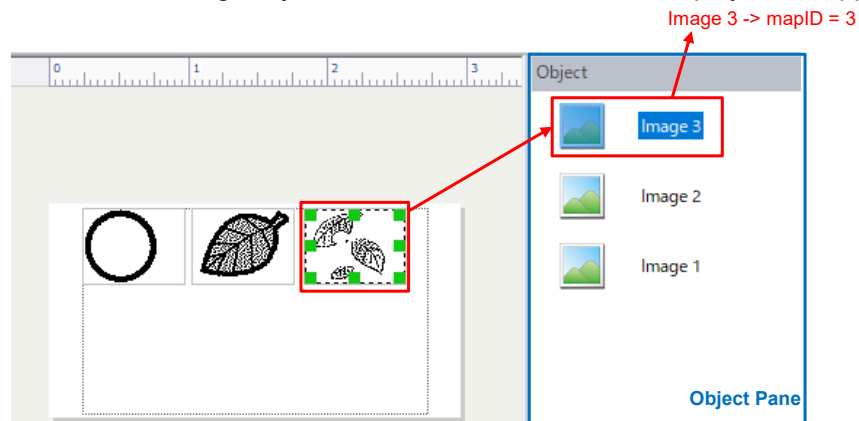 Image 3 -> mapID = 3
0 1 2 3
Object
Image 3
Image 2
Image 1
Object Pane